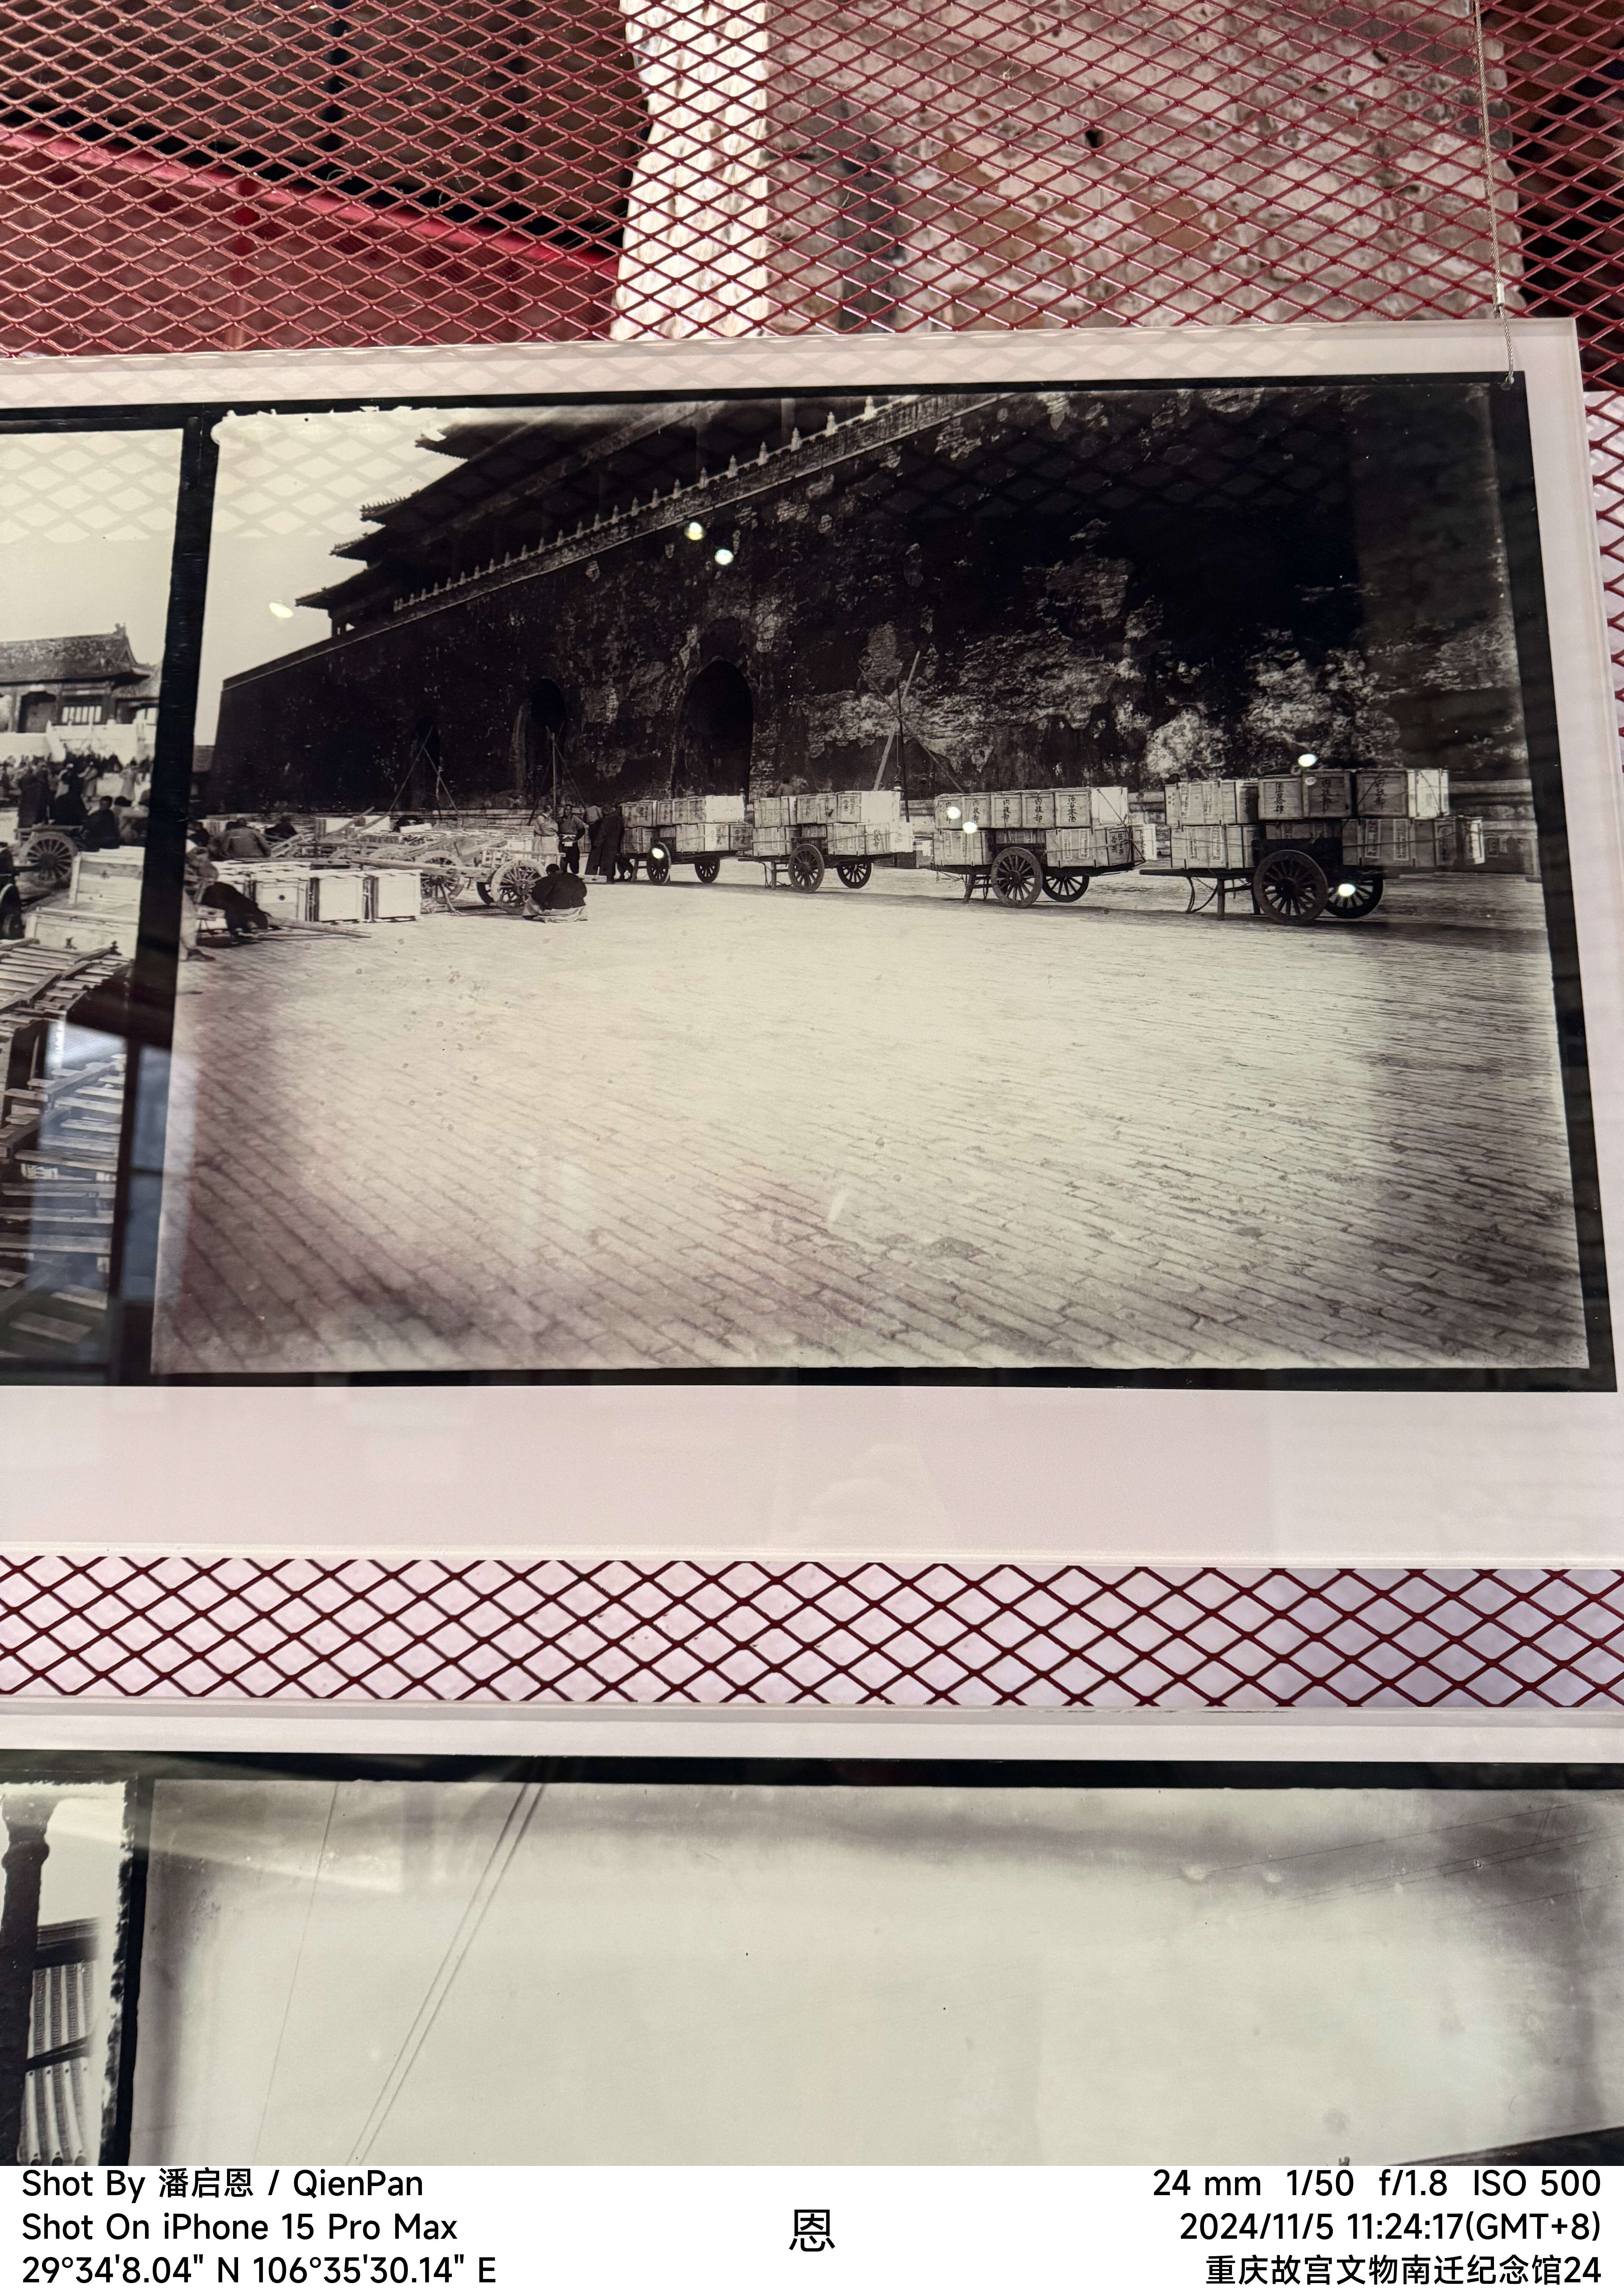 Shot By 潘启恩 / QienPan
Shot On iPhone 15 Pro Max
29°34'8.04" N 106°35'30.14" E
恩
24 mm 1/50 f/1.8 ISO 500
2024/11/5 11:24:17(GMT+8)
重庆故宫文物南迁纪念馆24